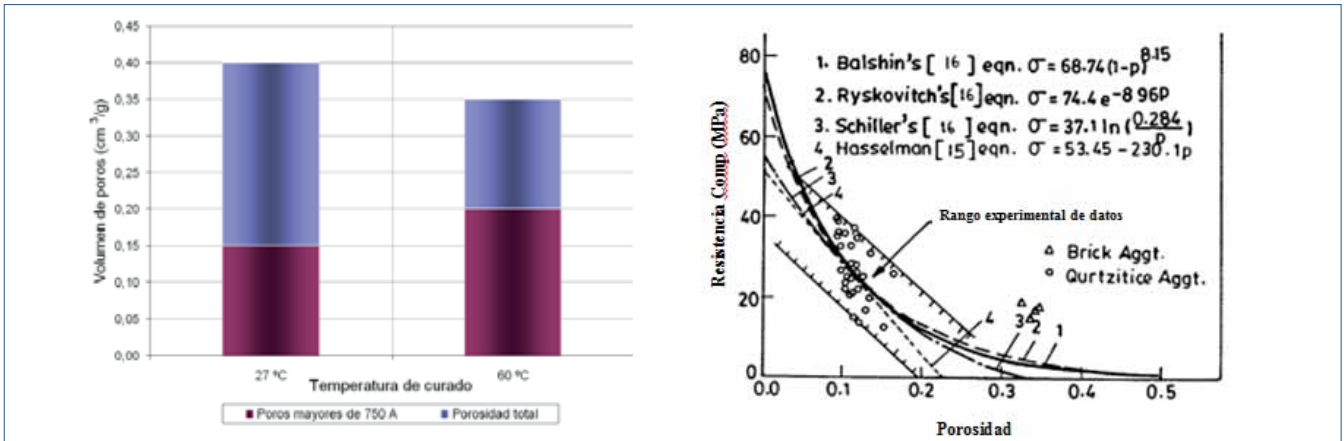 0,45
0,40
0,35
0,30
0,25
0,20
0,15
0,10
0,05
0,00
Volumen de poros (cm ³/g)
27 ºC
60 ºC
Temperatura de curado
Poros mayores de 750 A
Porosidad total
80
60
40
20
0
Resistencia Comp (MPa)
1. Balshin's [ 16 ] eqn. σ = 68.74 (1-p)^8.15
2. Ryskovitch's [16] eqn. σ = 74.4 e^-8 96P
3. Schiller's [ 16 ] eqn. σ = 37.1 ln (0.284/p)
4 Hasselman [15] eqn. σ = 53.45 - 230.1p
2
3
4
Rango experimental de datos
Brick Aggt.
Qurtzitice Aggt.
4
3
2
1
0.0
0.1
0.2
0.3
0.4
0.5
Porosidad